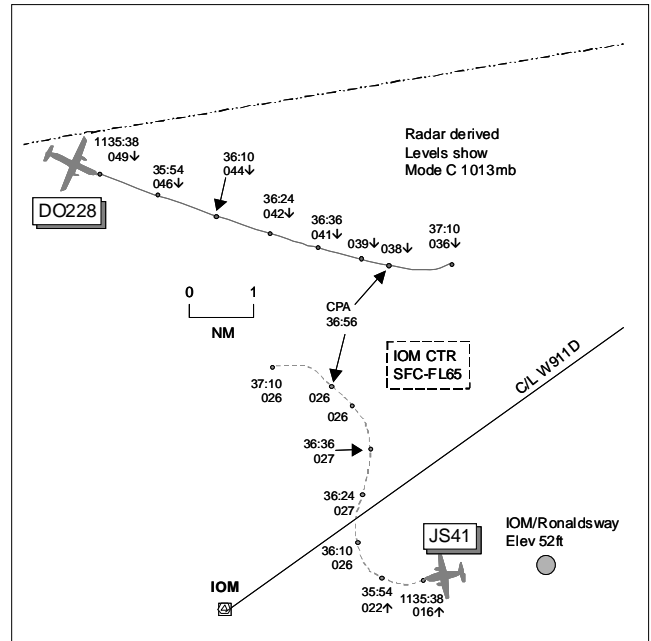 1135:38
049↓
35:54
046↓
36:10
044↓
Radar derived
Levels show
Mode C 1013mb
DO228
36:24
042↓
36:36
041↓
039↓
038↓
37:10
036↓
0 1
NM
CPA
36:56
IOM CTR
SFC-FL65
C/L W911D
37:10
026
026
026
36:36
027
36:24
027
JS41
IOM/Ronaldsway
Elev 52ft
36:10
026
IOM
35:54
022↑
1135:38
016↑